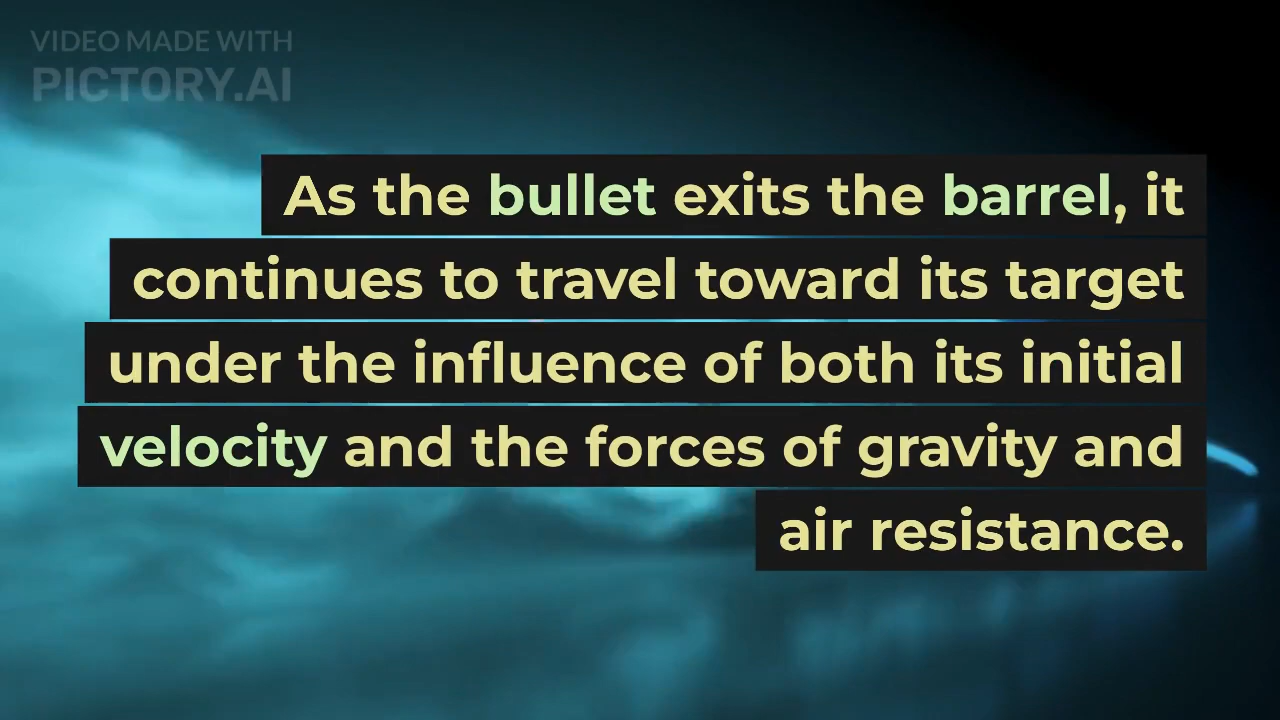 VIDEO MADE WITH
PICTORY.AI
As the bullet exits the barrel, it
continues to travel toward its target
under the influence of both its initial
velocity and the forces of gravity and
air resistance.